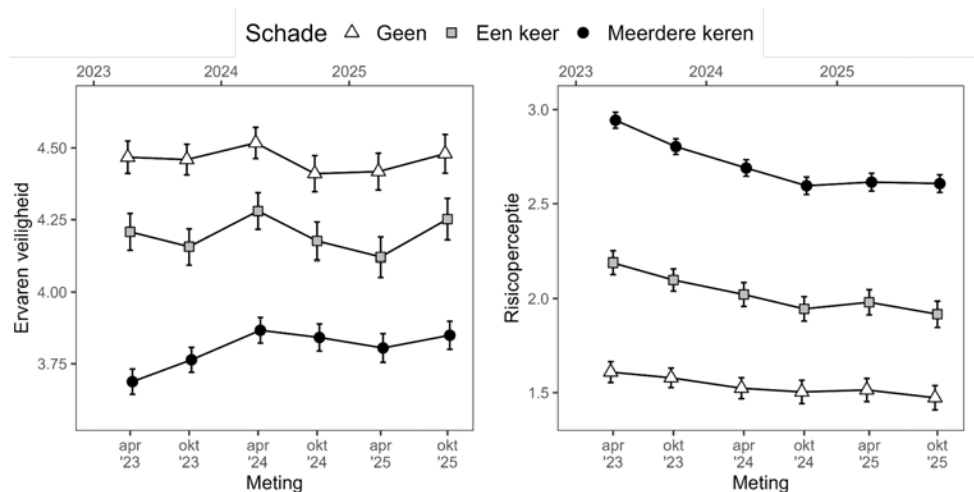 Schade Geen Een keer Meerdere keren
2023 2024 2025
Ervaren veiligheid
4.50
4.25
4.00
3.75
apr '23 okt '23 apr '24 okt '24 apr '25 okt '25
Meting
2023 2024 2025
Risicoperceptie
3.0
2.5
2.0
1.5
apr '23 okt '23 apr '24 okt '24 apr '25 okt '25
Meting